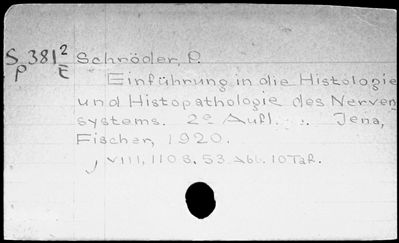 S 381² Schröder, P.
P E
Einführung in die Histologie
und Histopathologie des Nerven
systems. 2e Aufl. . . Jena,
Fischer, 1920.
VIII, 110 S. 53 Abb. 10 Taf.